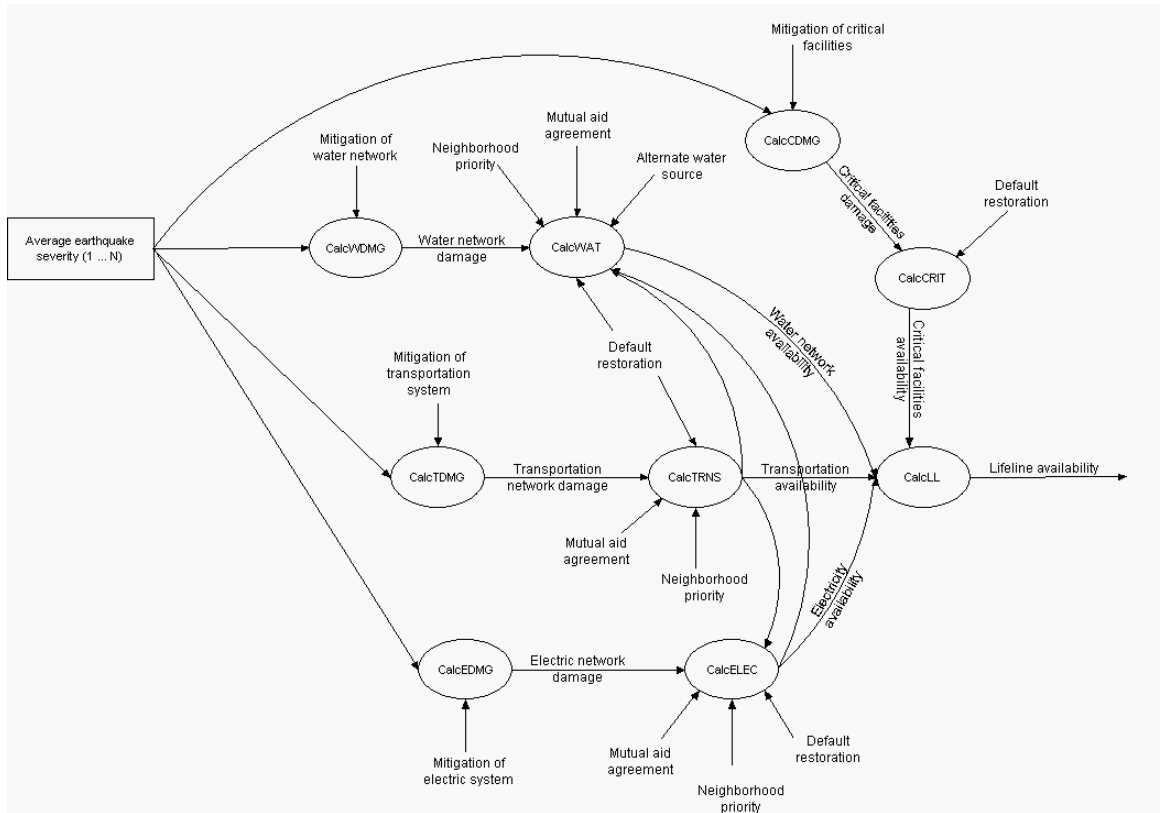 Mitigation of critical
facilities
CalcCDMG
Critical facilities
damage
Default
restoration
CalcCRIT
Critical facilities
availability
Mutual aid
agreement
Mitigation of
water network
Neighborhood
priority
Alternate water
source
Average earthquake
severity (1 ... N)
CalcWDMG
Water network
damage
CalcWAT
Water network
availability
Default
restoration
Mitigation of
transportation
system
CalcTDMG
Transportation
network damage
CalcTRNS
Transportation
availability
CalcLL
Lifeline availability
Mutual aid
agreement
Neighborhood
priority
Electricity
availability
CalcEDMG
Electric network
damage
CalcELEC
Mitigation of
electric system
Mutual aid
agreement
Neighborhood
priority
Default
restoration